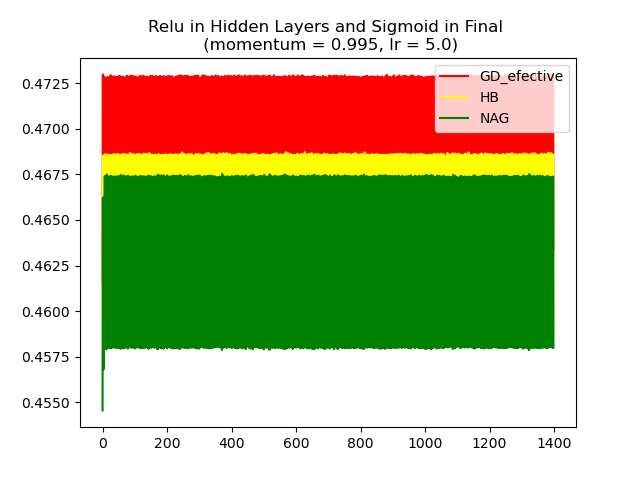 Relu in Hidden Layers and Sigmoid in Final
(momentum = 0.995, lr = 5.0)
GD_efective
HB
NAG
0.4725
0.4700
0.4675
0.4650
0.4625
0.4600
0.4575
0.4550
0 200 400 600 800 1000 1200 1400